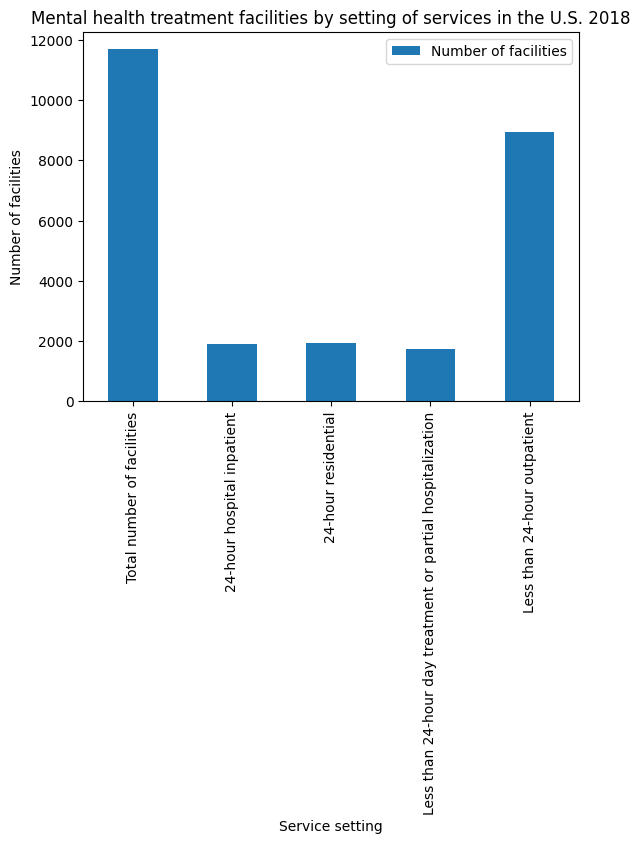 Mental health treatment facilities by setting of services in the U.S. 2018
Number of facilities
12000
10000
8000
6000
4000
2000
0
Number of facilities
Total number of facilities
24-hour hospital inpatient
24-hour residential
Less than 24-hour day treatment or partial hospitalization
Less than 24-hour outpatient
Service setting